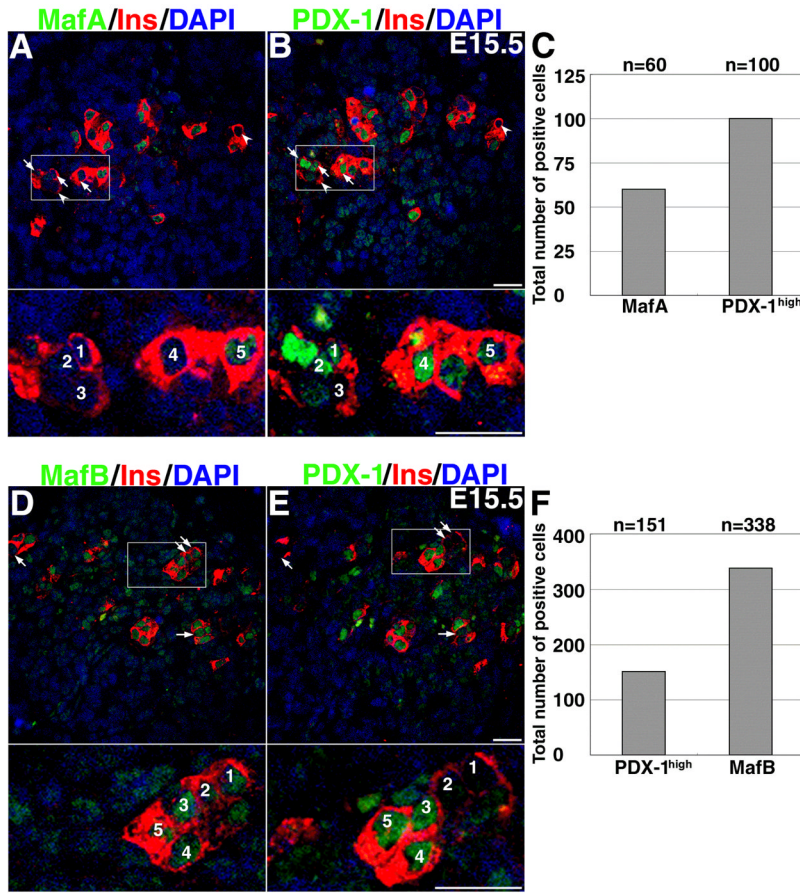 MafA/Ins/DAPI
PDX-1/Ins/DAPI
A
B
E15.5
C
n=60 n=100
Total number of positive cells
125
100
75
50
25
0
MafA PDX-1high
1
2
3
4
5
1
2
3
4
5
MafB/Ins/DAPI
PDX-1/Ins/DAPI
D
E
E15.5
F
n=151 n=338
Total number of positive cells
400
300
200
100
0
PDX-1high MafB
1
2
3
5
4
1
2
3
5
4